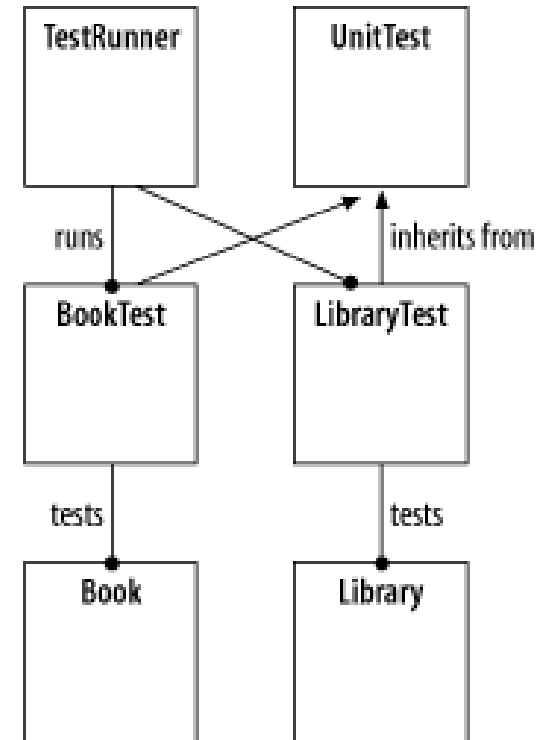 TestRunner
UnitTest
runs
inherits from
BookTest
LibraryTest
tests
tests
Book
Library